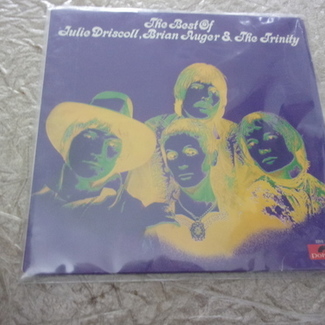 The Best Of
Julie Driscoll, Brian Auger & The Trinity